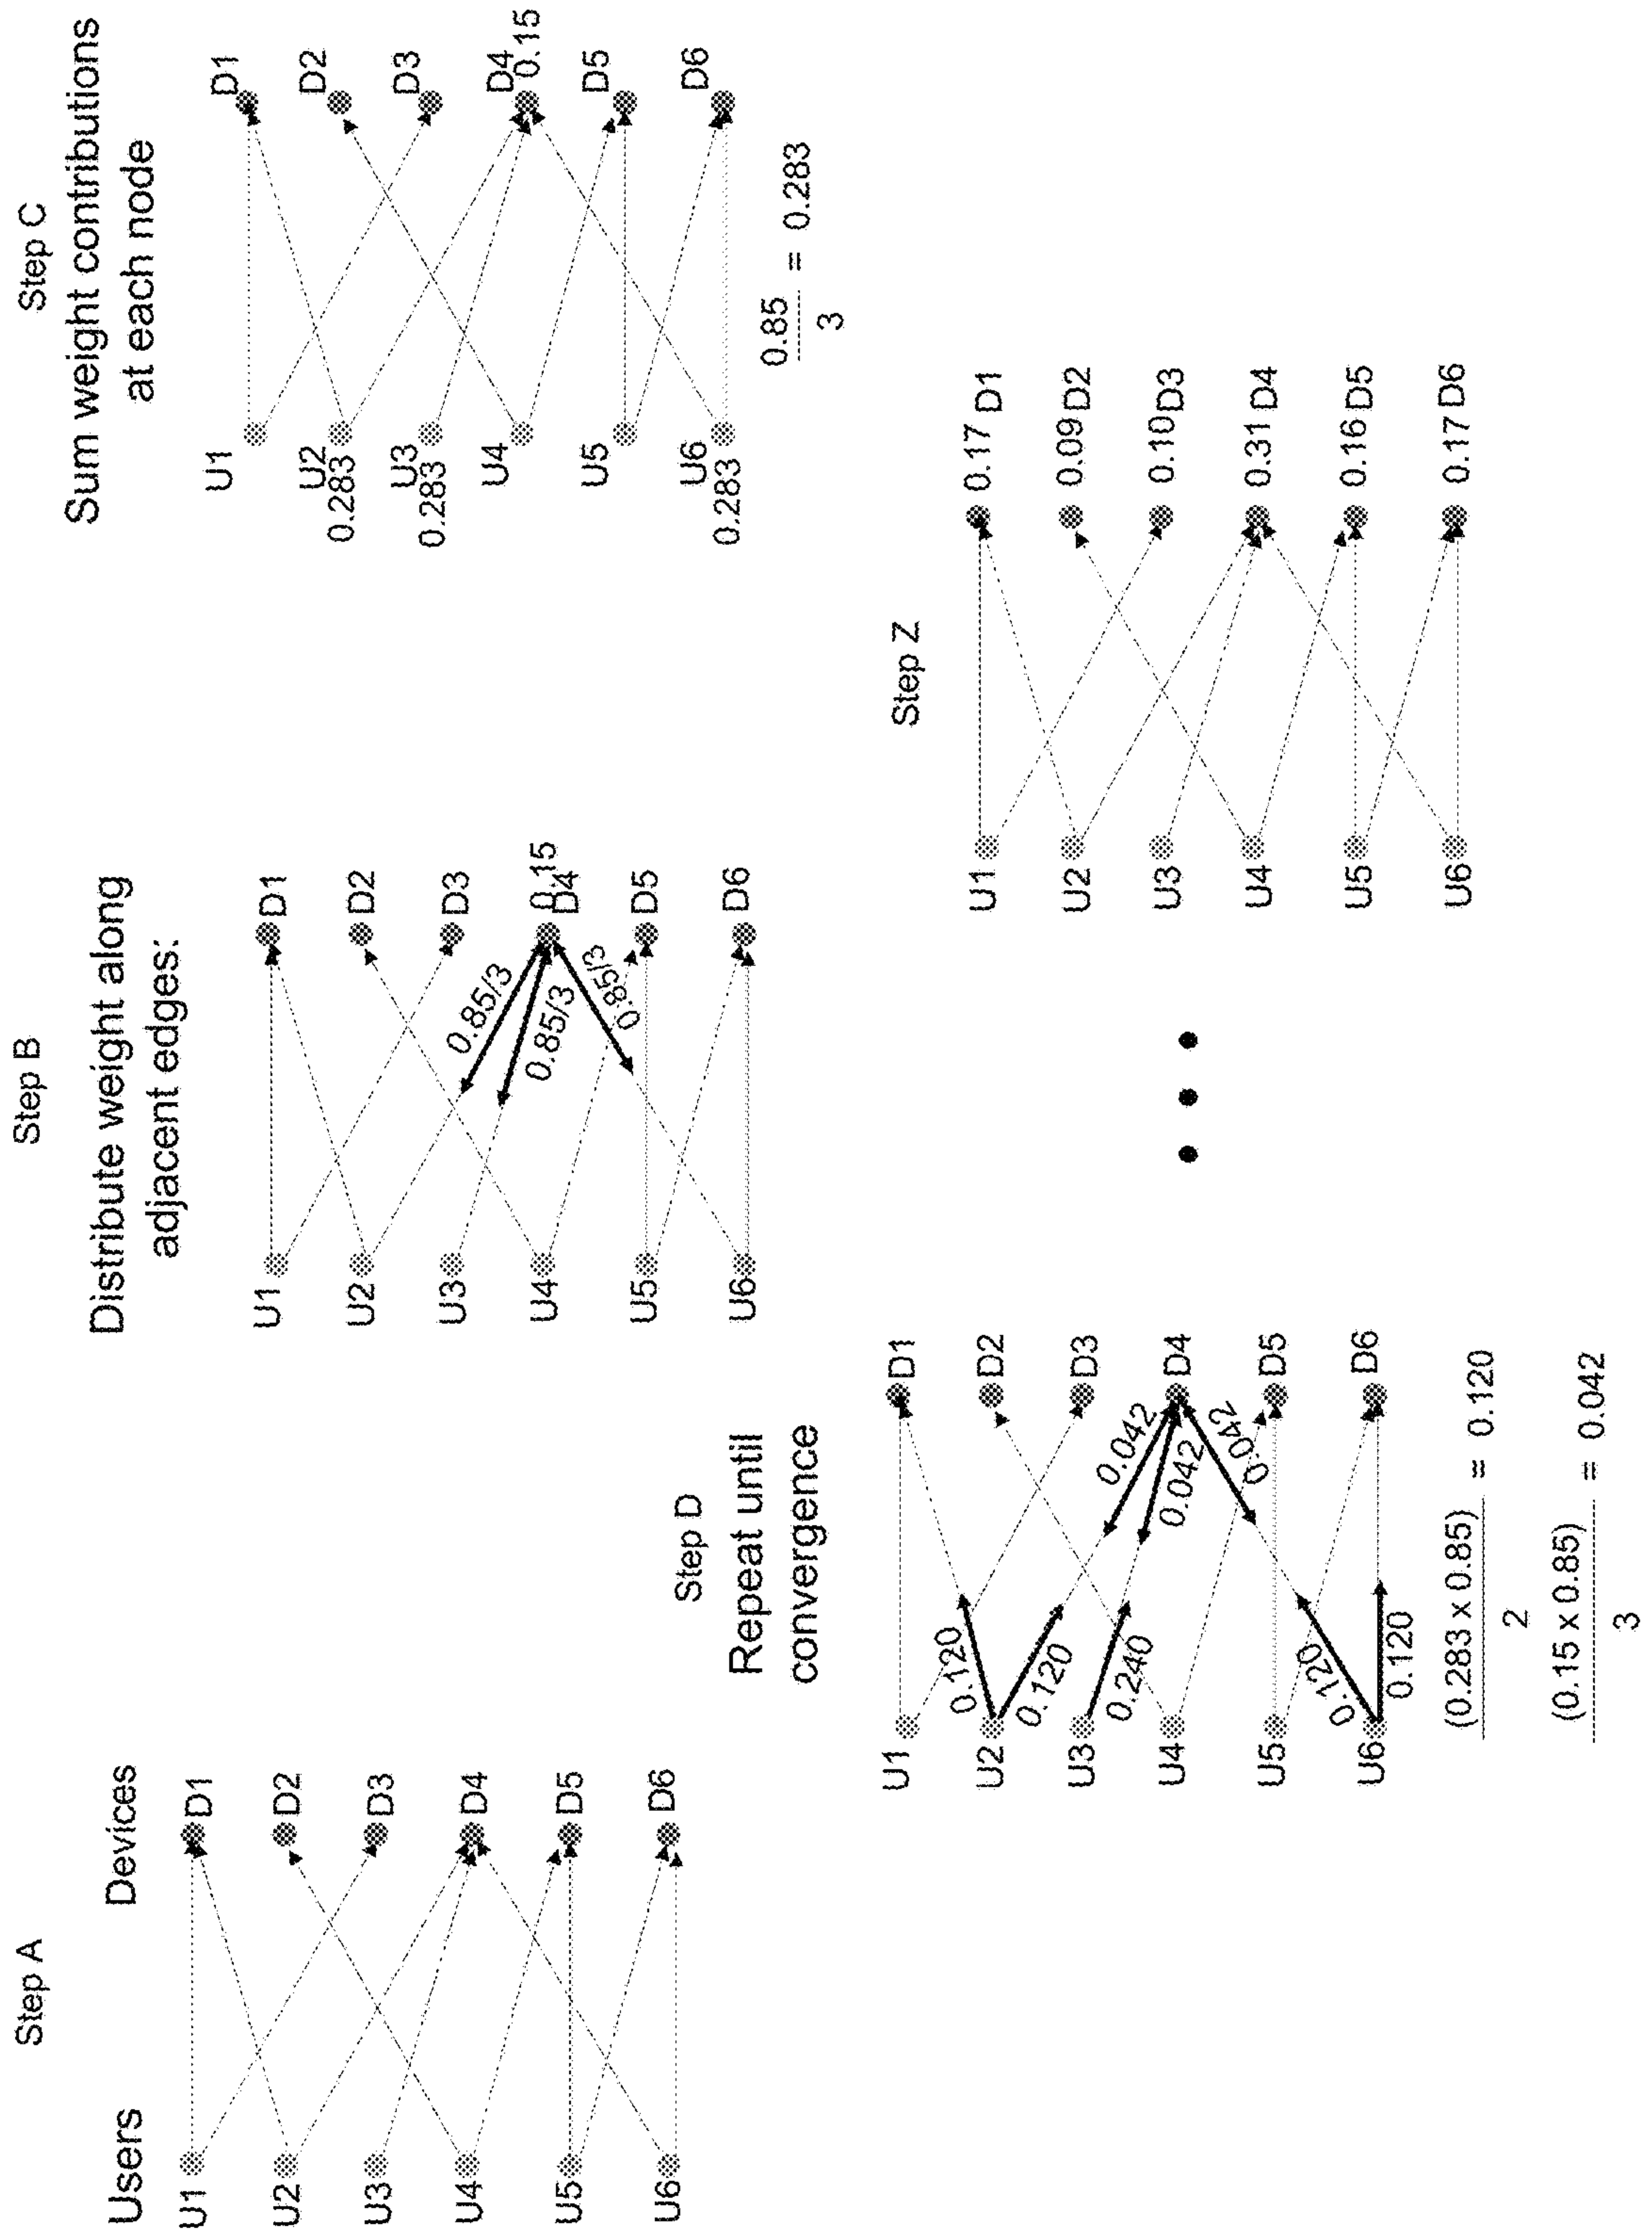 Step A
Users
Devices
U1
D1
U2
D2
U3
D3
U4
D4
U5
D5
U6
D6
Step B
Distribute weight along
adjacent edges:
U1
D1
U2
D2
U3
D3
0.85/3
0.85/3
0.85/3
0.15
U4
D4
U5
D5
U6
D6
Step C
Sum weight contributions
at each node
U1
D1
U2
0.283
D2
U3
0.283
D3
U4
D4
0.15
U5
D5
U6
0.283
D6
0.85
3
= 0.283
Step D
Repeat until
convergence
U1
D1
0.120
U2
D2
0.120
U3
D3
0.240
0.042
0.042
0.042
U4
D4
U5
D5
0.120
U6
D6
0.120
(0.283 x 0.85)
2
= 0.120
(0.15 x 0.85)
3
= 0.042
Step Z
U1
0.17 D1
U2
0.09 D2
U3
0.10 D3
U4
0.31 D4
U5
0.16 D5
U6
0.17 D6